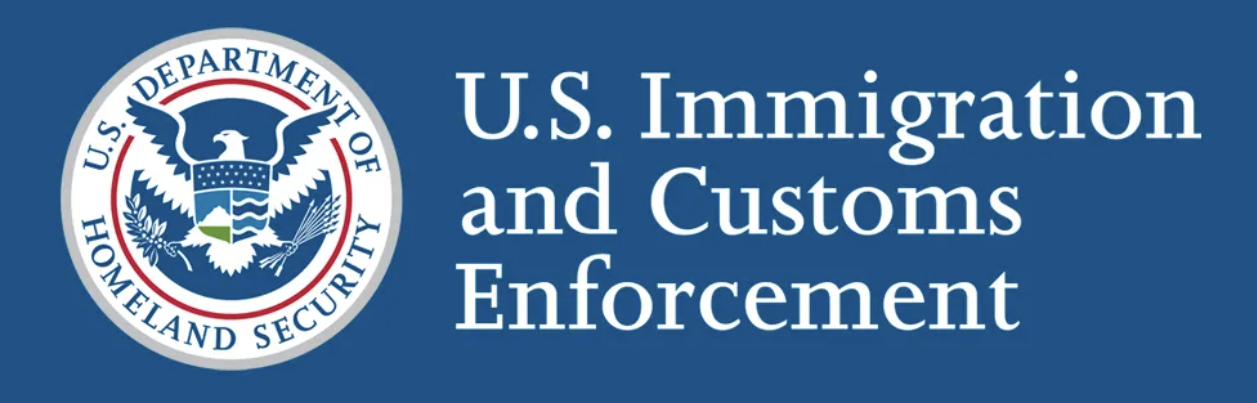 U.S. DEPARTMENT OF
HOMELAND SECURITY
U.S. Immigration
and Customs
Enforcement